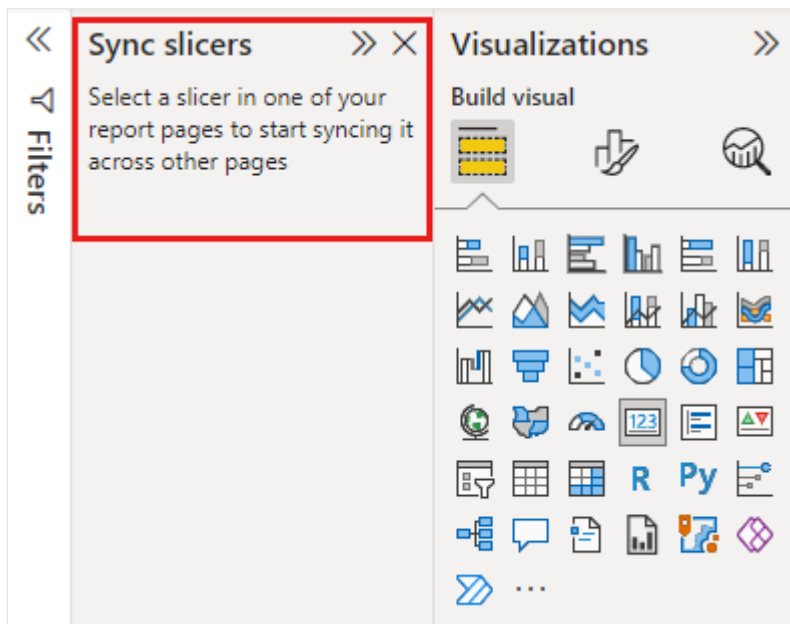 Filters
Sync slicers
Select a slicer in one of your
report pages to start syncing it
across other pages
Visualizations
Build visual
123
R
Py